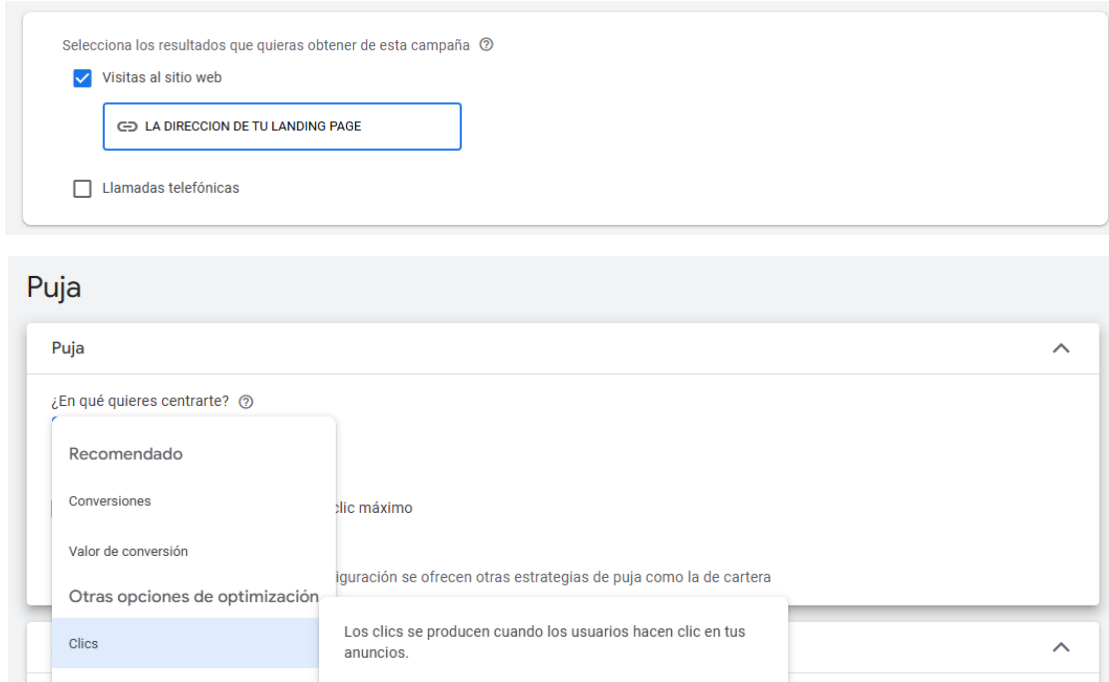 Selecciona los resultados que quieras obtener de esta campaña
Visitas al sitio web
LA DIRECCION DE TU LANDING PAGE
Llamadas telefónicas
Puja
Puja
¿En qué quieres centrarte?
Recomendado
Conversiones
clic máximo
Valor de conversión
se ofrecen otras estrategias de puja como la de cartera
Otras opciones de optimización
Clics
Los clics se producen cuando los usuarios hacen clic en tus
anuncios.